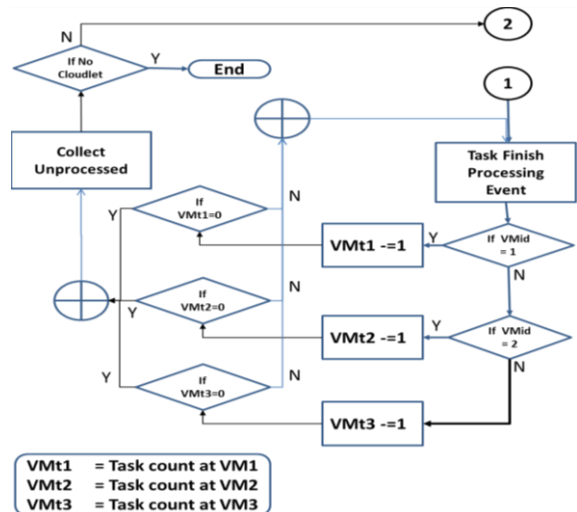 N
2
If No
Cloudlet
Y
End
1
Collect
Unprocessed
Task Finish
Processing
Event
If
VMt1=0
N
Y
VMt1 -=1
Y
If VMid
= 1
N
If
VMt2=0
N
Y
VMt2 -=1
Y
If VMid
= 2
N
If
VMt3=0
N
Y
VMt3 -=1
VMt1 = Task count at VM1
VMt2 = Task count at VM2
VMt3 = Task count at VM3